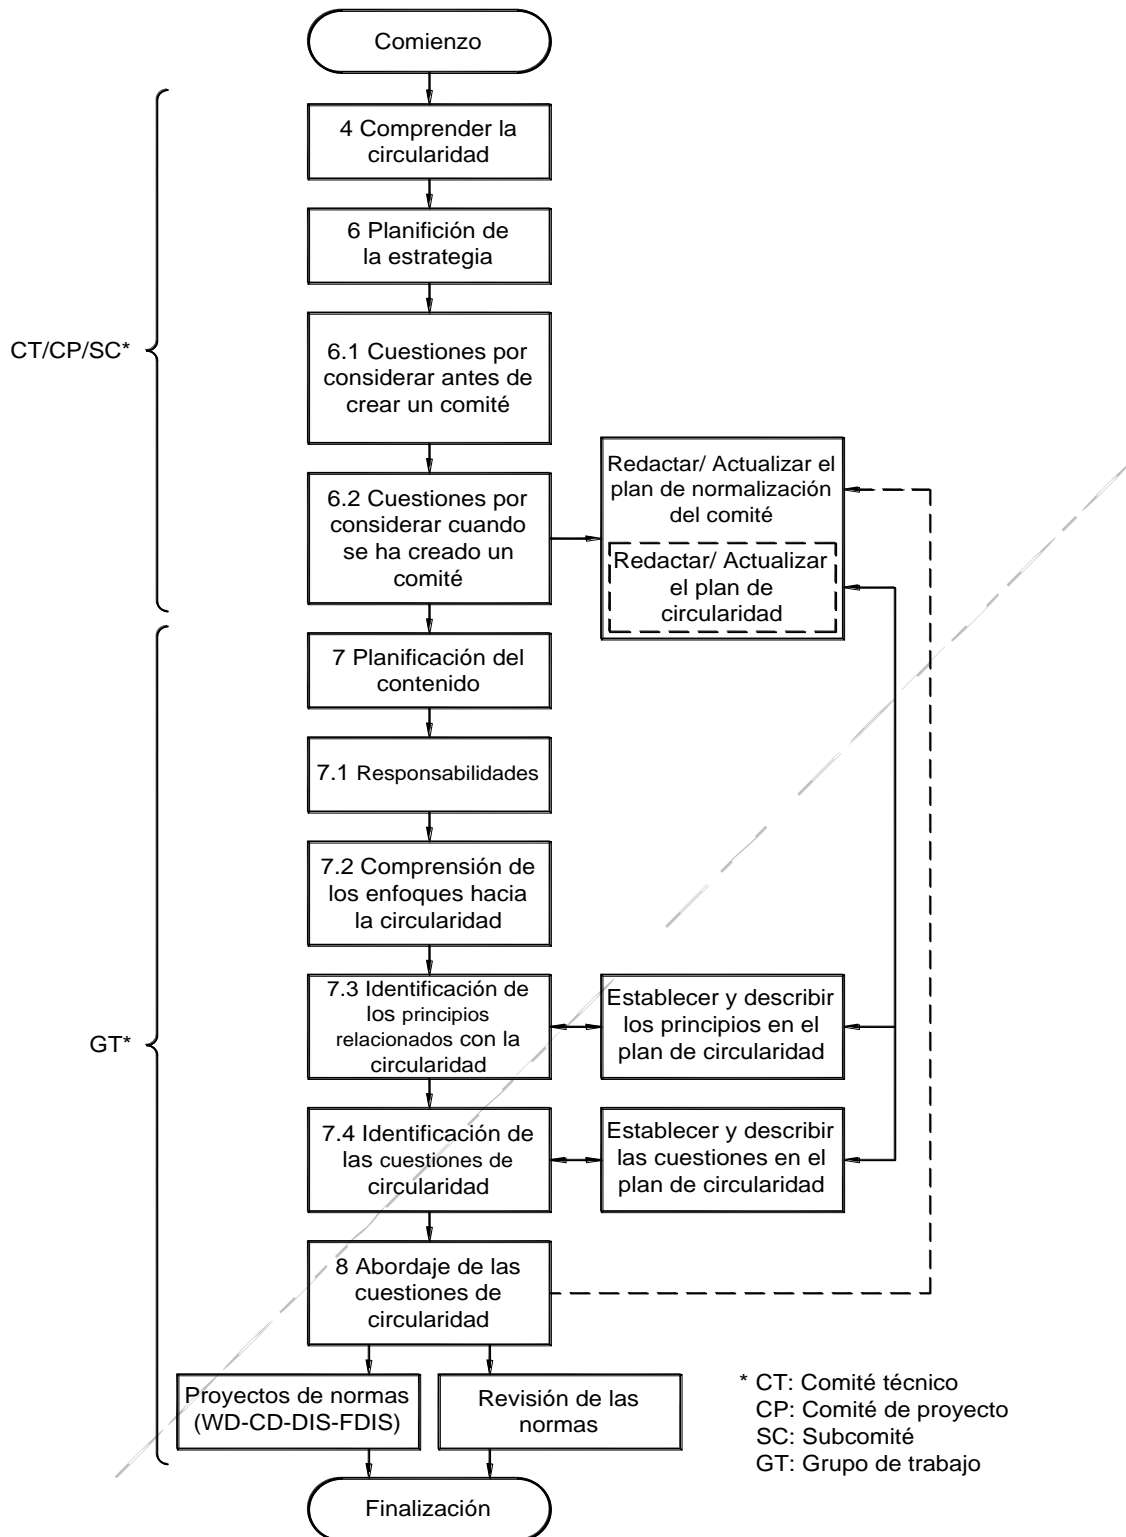 Comienzo
4 Comprender la
circularidad
6 Planifición de
la estrategia
CT/CP/SC*
6.1 Cuestiones por
considerar antes de
crear un comité
6.2 Cuestiones por
considerar cuando
se ha creado un
comité
Redactar/ Actualizar el
plan de normalización
del comité
Redactar/ Actualizar
el plan de
circularidad
7 Planificación del
contenido
7.1 Responsabilidades
7.2 Comprensión de
los enfoques hacia
la circularidad
GT*
7.3 Identificación de
los principios
relacionados con la
circularidad
Establecer y describir
los principios en el
plan de circularidad
7.4 Identificación de
las cuestiones de
circularidad
Establecer y describir
las cuestiones en el
plan de circularidad
8 Abordaje de las
cuestiones de
circularidad
Proyectos de normas
(WD-CD-DIS-FDIS)
Revisión de las
normas
* CT: Comité técnico
CP: Comité de proyecto
SC: Subcomité
GT: Grupo de trabajo
Finalización